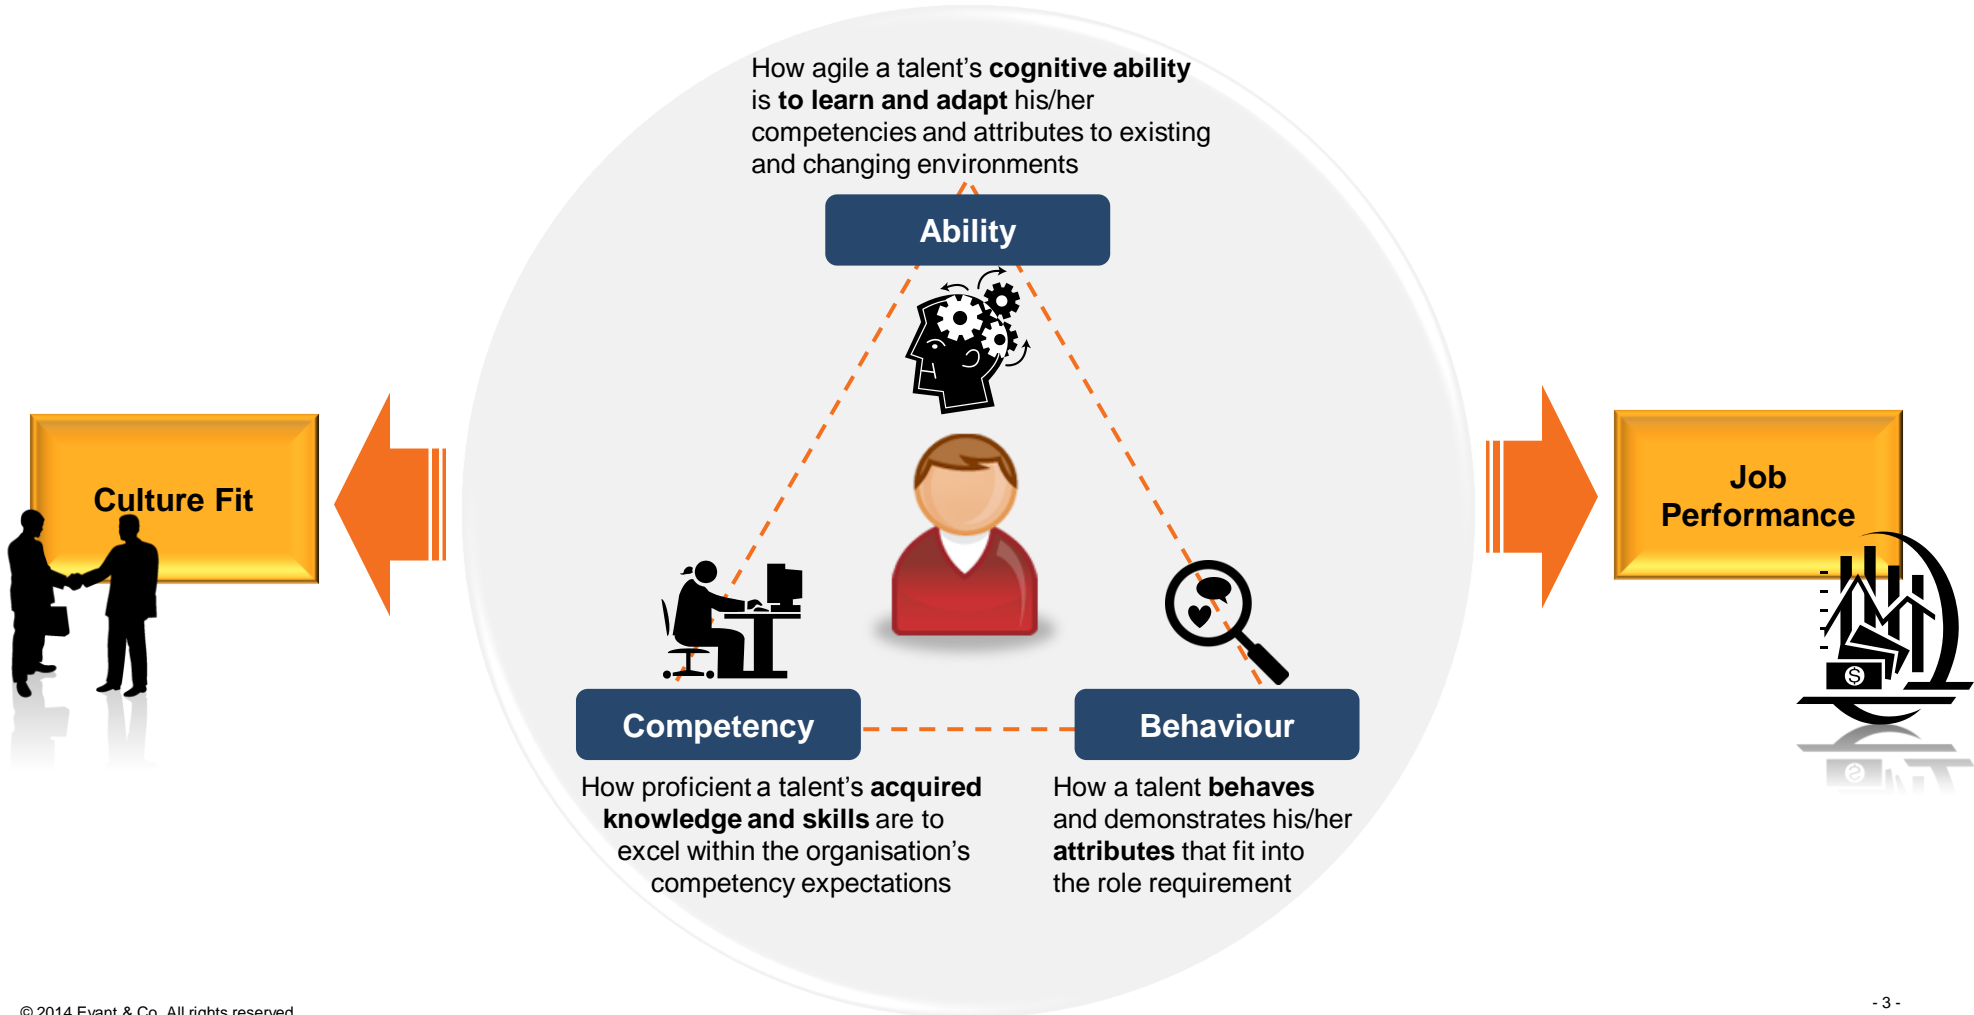 How agile a talent's cognitive ability
is to learn and adapt his/her
competencies and attributes to existing
and changing environments
Ability
Culture Fit
Job
Performance
Competency
Behaviour
How proficient a talent's acquired
knowledge and skills are to
excel within the organisation's
competency expectations
How a talent behaves
and demonstrates his/her
attributes that fit into
the role requirement
$
© 2014 Evant & Co. All rights reserved
- 3 -